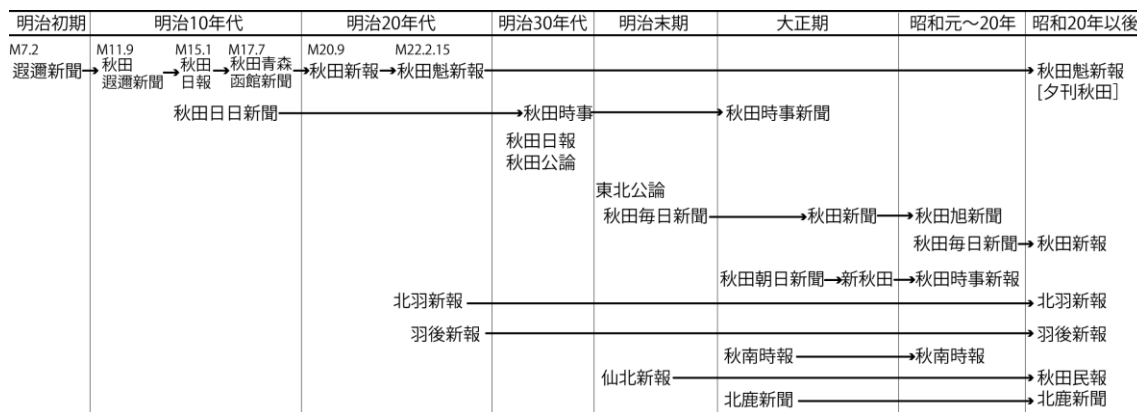 明治初期 明治10年代 明治20年代 明治30年代 明治末期 大正期 昭和元～20年 昭和20年以後
M7.2 M11.9 M15.1 M17.7 M20.9 M22.2.15
遐邇新聞→秋田遐邇新聞→秋田日報→秋田青森函館新聞→秋田新報→秋田魁新報→秋田魁新報
[夕刊秋田]
秋田日日新聞→秋田時事→秋田時事新聞
秋田日報
秋田公論
東北公論
秋田毎日新聞→秋田新聞→秋田旭新聞
秋田毎日新聞→秋田新報
秋田朝日新聞→新秋田→秋田時事新報
北羽新報→北羽新報
羽後新報→羽後新報
秋南時報→秋南時報
仙北新報→秋田民報
北鹿新聞→北鹿新聞